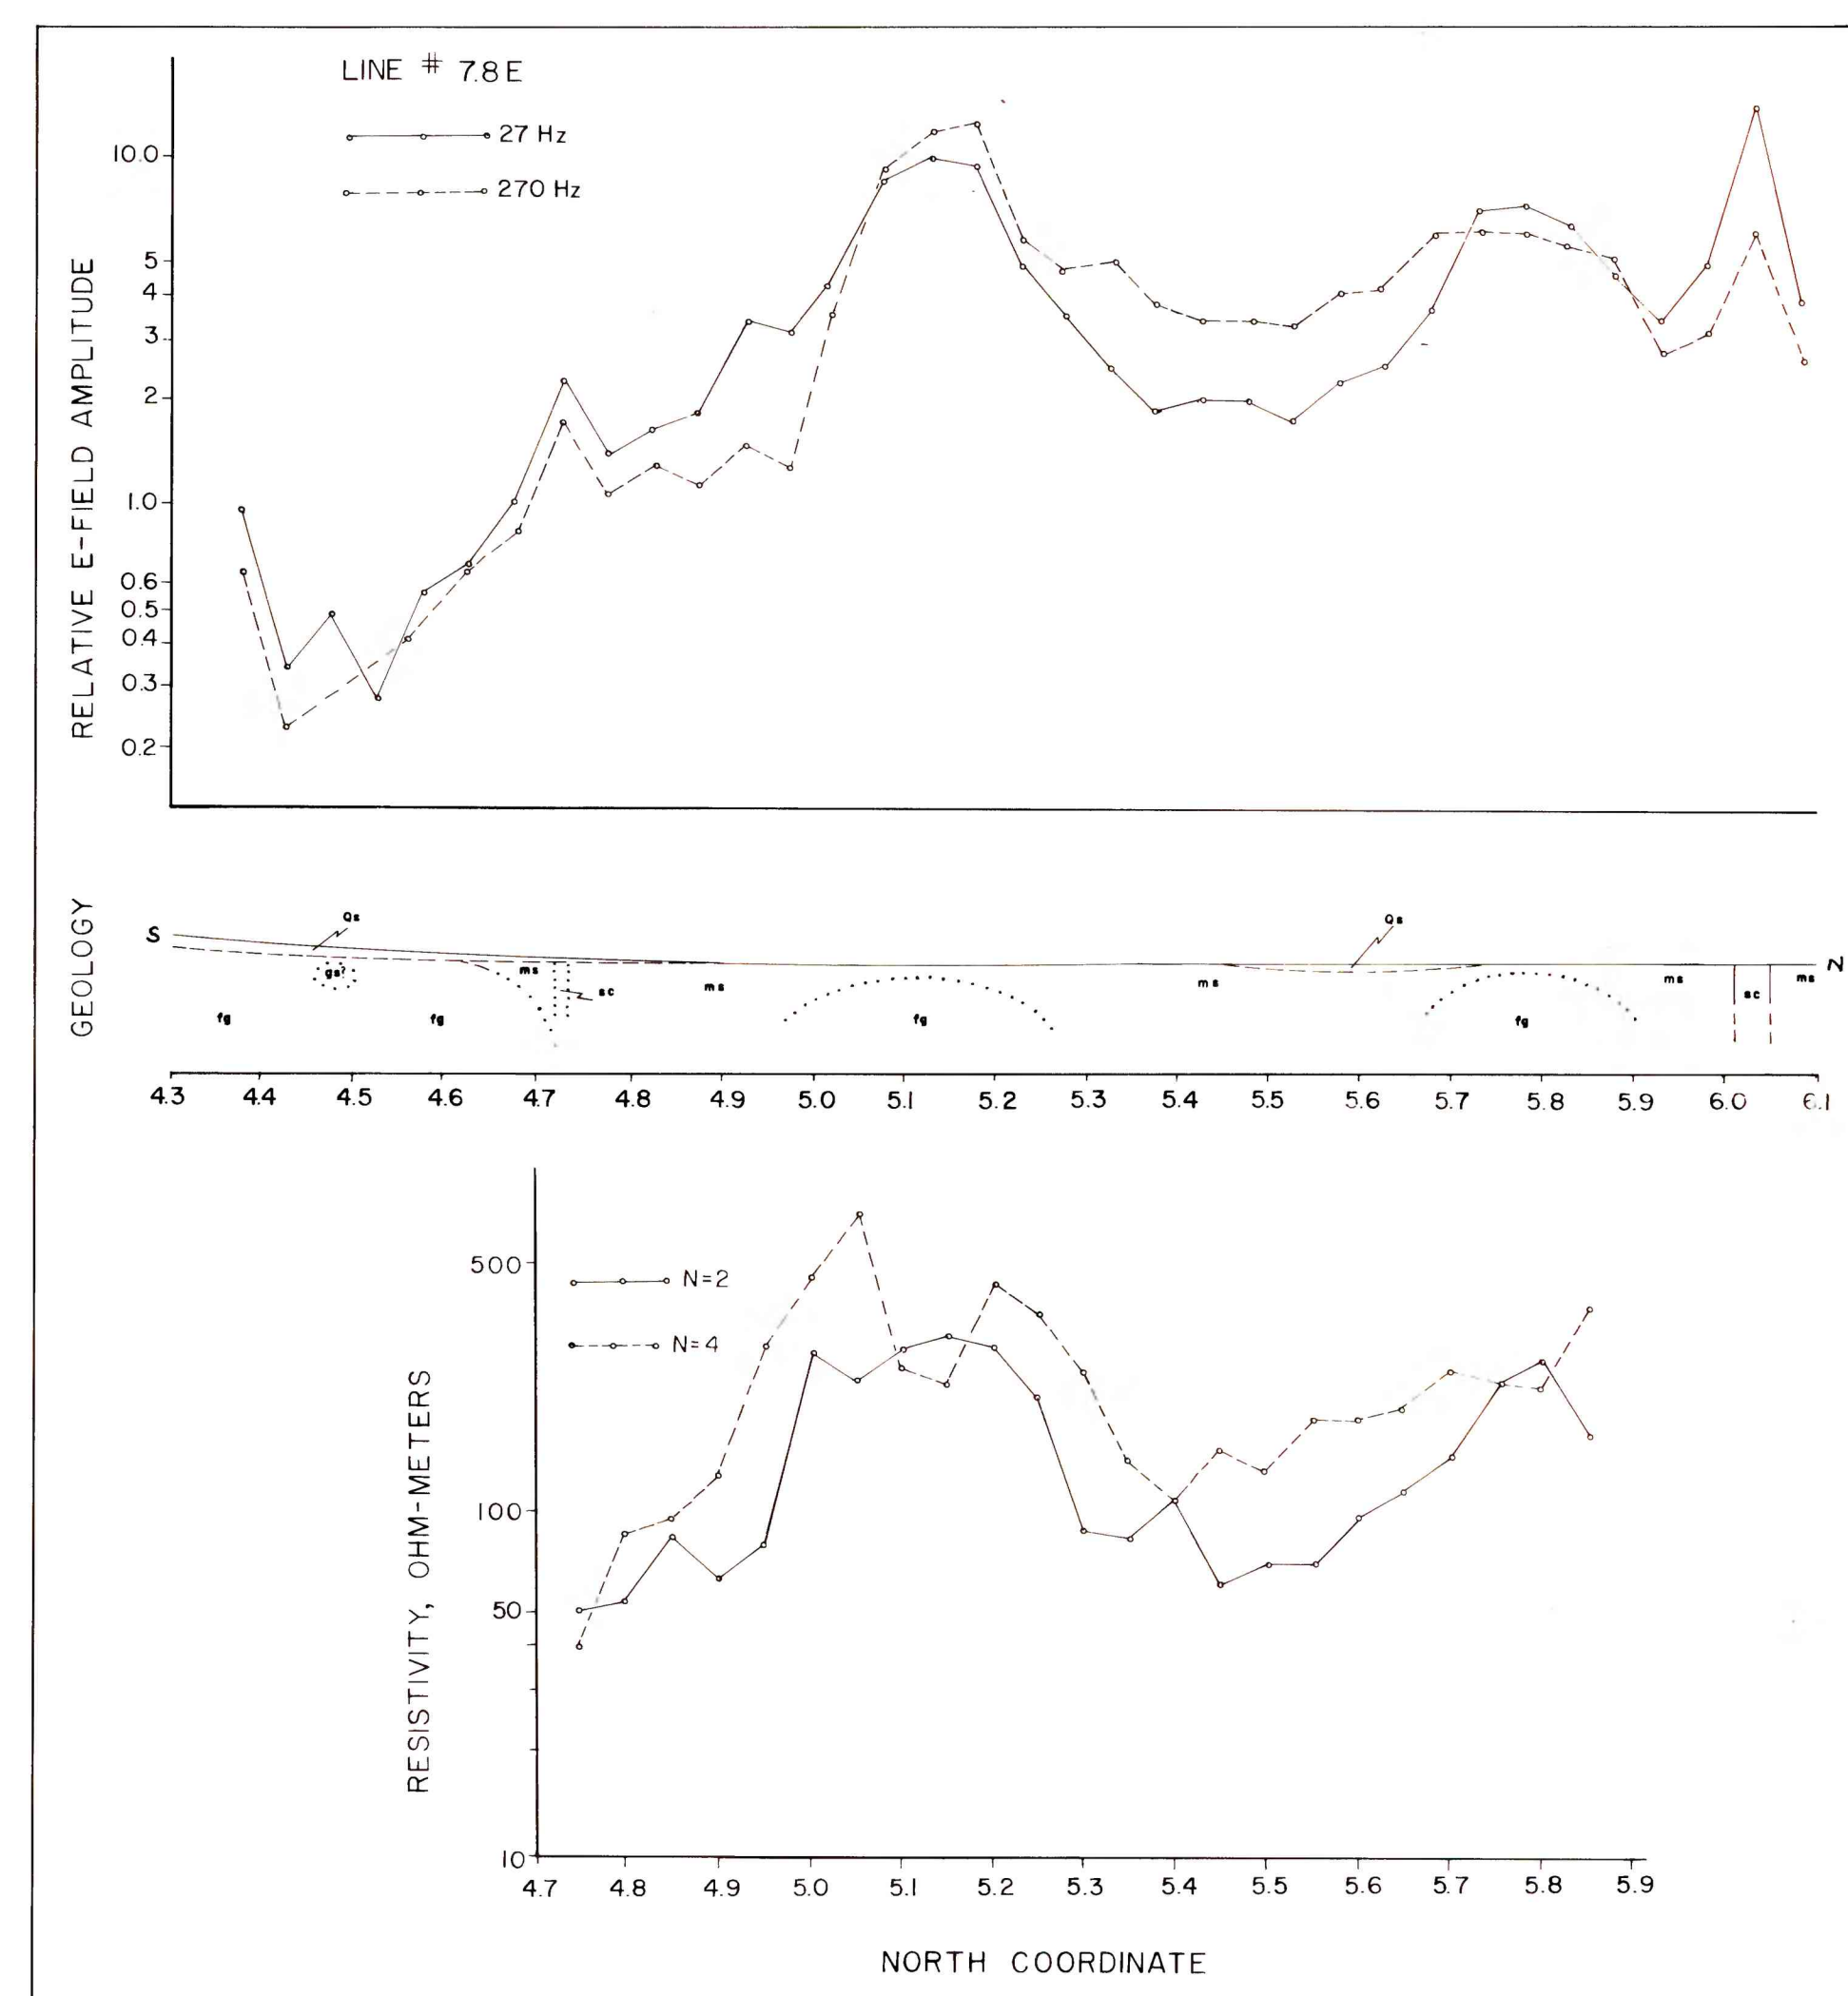 LINE # 7.8E
27 Hz
270 Hz
RELATIVE E-FIELD AMPLITUDE
10.0
5
4
3
2
1.0
0.6
0.5
0.4
0.3
0.2
GEOLOGY
S
Qs
Qs
N
gs?
ms
sc
ms
ms
ms
sc
ms
fg
fg
fg
fg
4.3 4.4 4.5 4.6 4.7 4.8 4.9 5.0 5.1 5.2 5.3 5.4 5.5 5.6 5.7 5.8 5.9 6.0 6.1
RESISTIVITY, OHM-METERS
500
100
50
10
N=2
N=4
4.7 4.8 4.9 5.0 5.1 5.2 5.3 5.4 5.5 5.6 5.7 5.8 5.9
NORTH COORDINATE